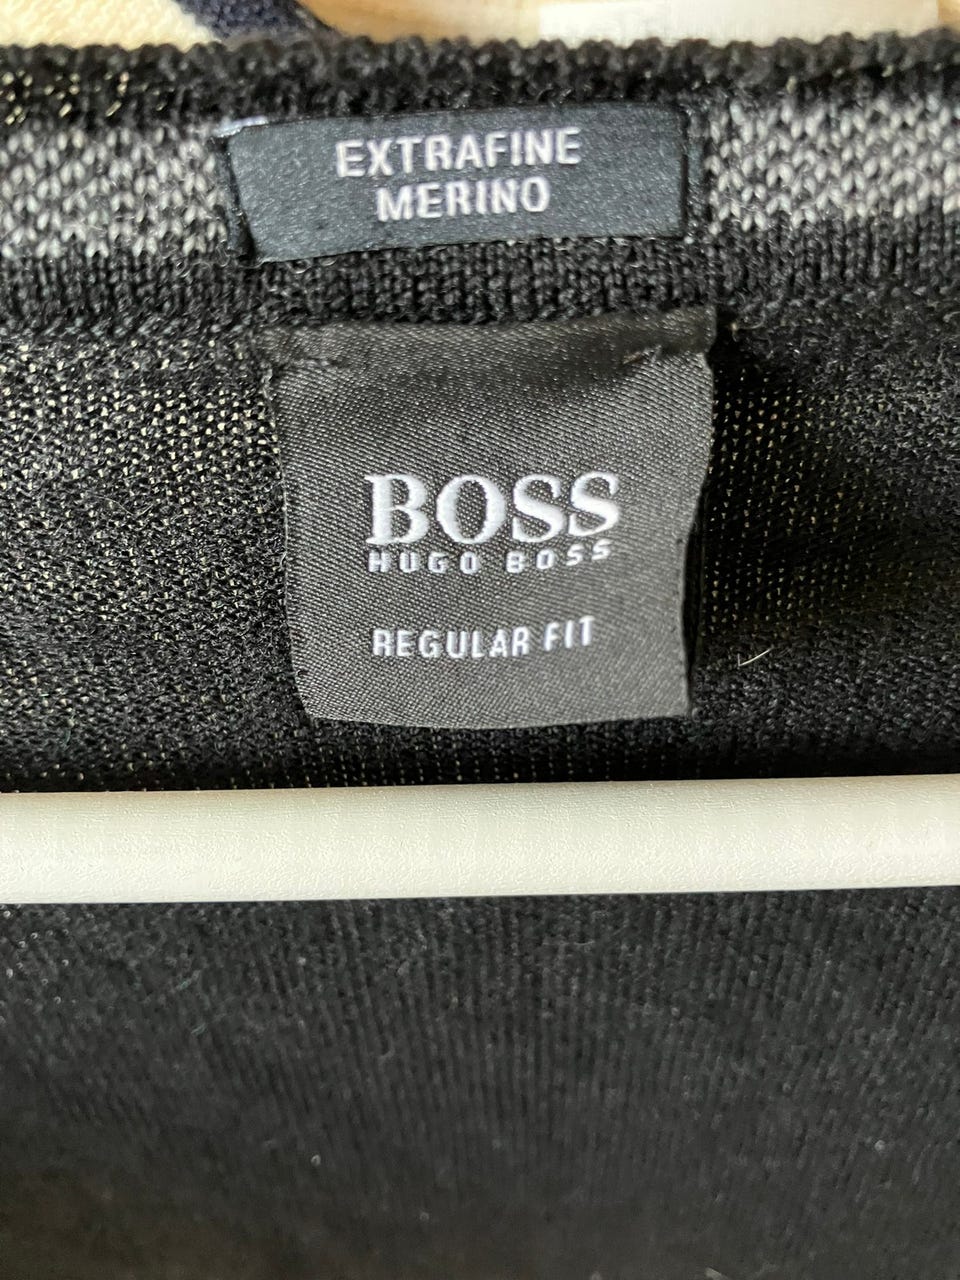 EXTRAFINE
MERINO
BOSS
HUGO BOSS
REGULAR FIT